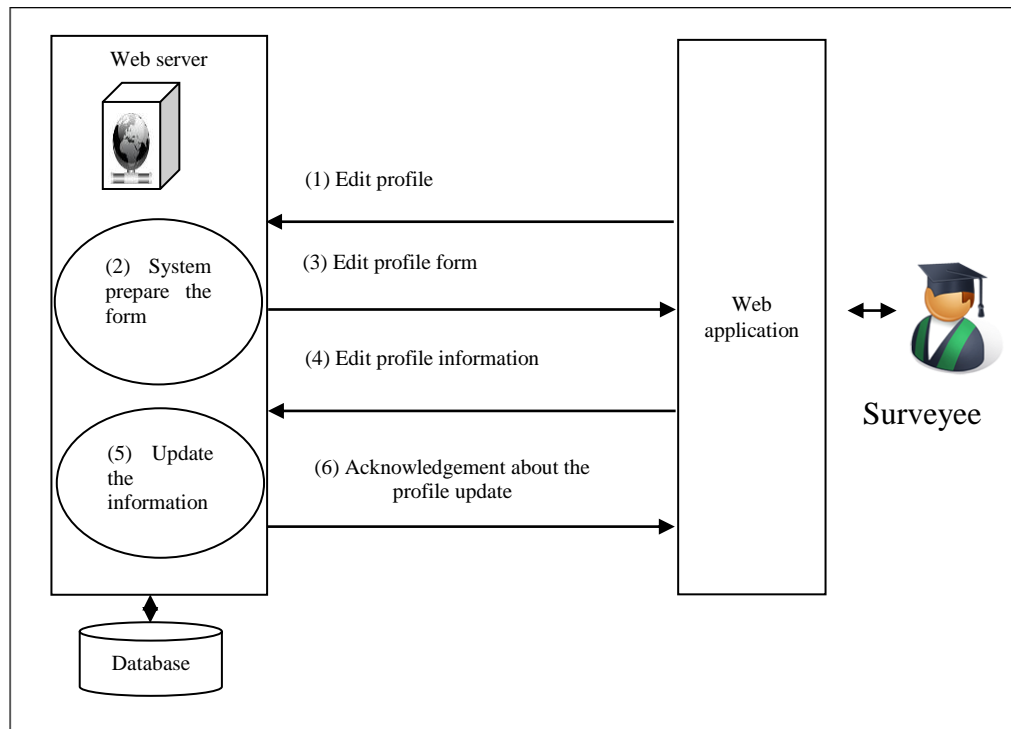 Web server
(1) Edit profile
(2) System
prepare the
form
(3) Edit profile form
Web
application
(4) Edit profile information
Surveyee
(5) Update
the
information
(6) Acknowledgement about the
profile update
Database